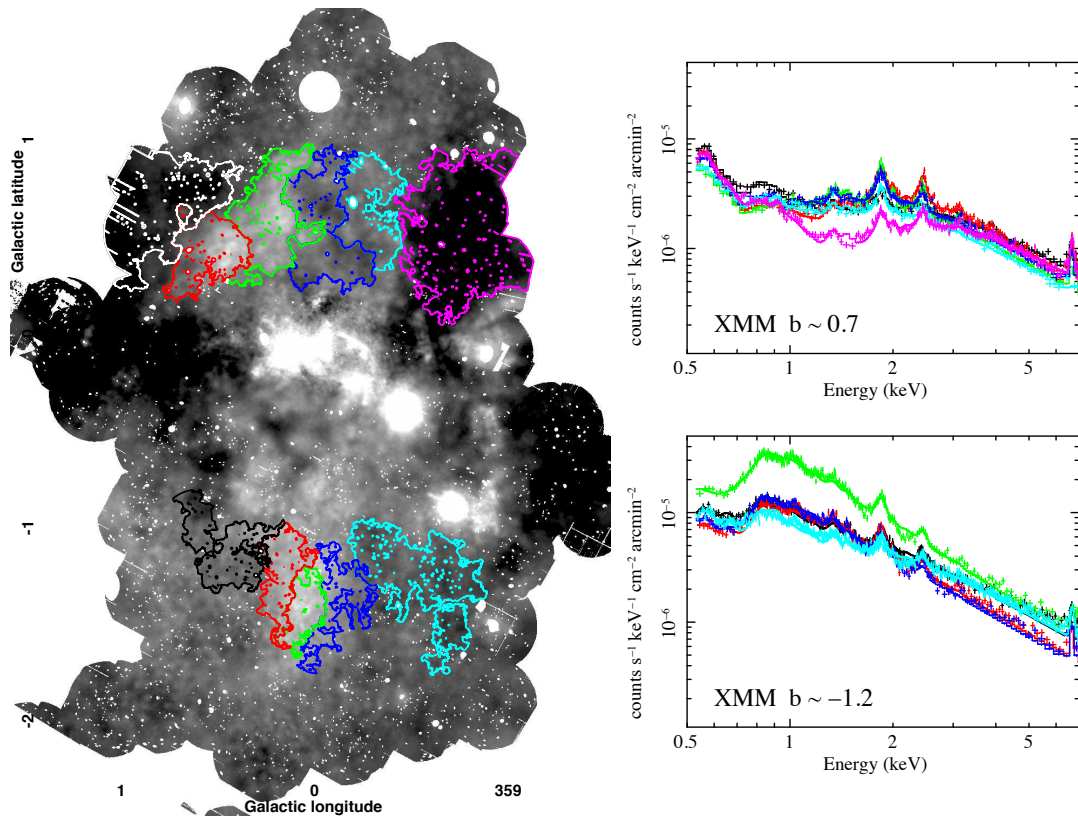 Galactic latitude
1
-1
-2
1
0
359
Galactic longitude
counts s⁻¹ keV⁻¹ cm⁻² arcmin⁻²
10⁻⁵
10⁻⁶
XMM b ~ 0.7
0.5
1
2
5
Energy (keV)
counts s⁻¹ keV⁻¹ cm⁻² arcmin⁻²
10⁻⁵
10⁻⁶
XMM b ~ −1.2
0.5
1
2
5
Energy (keV)